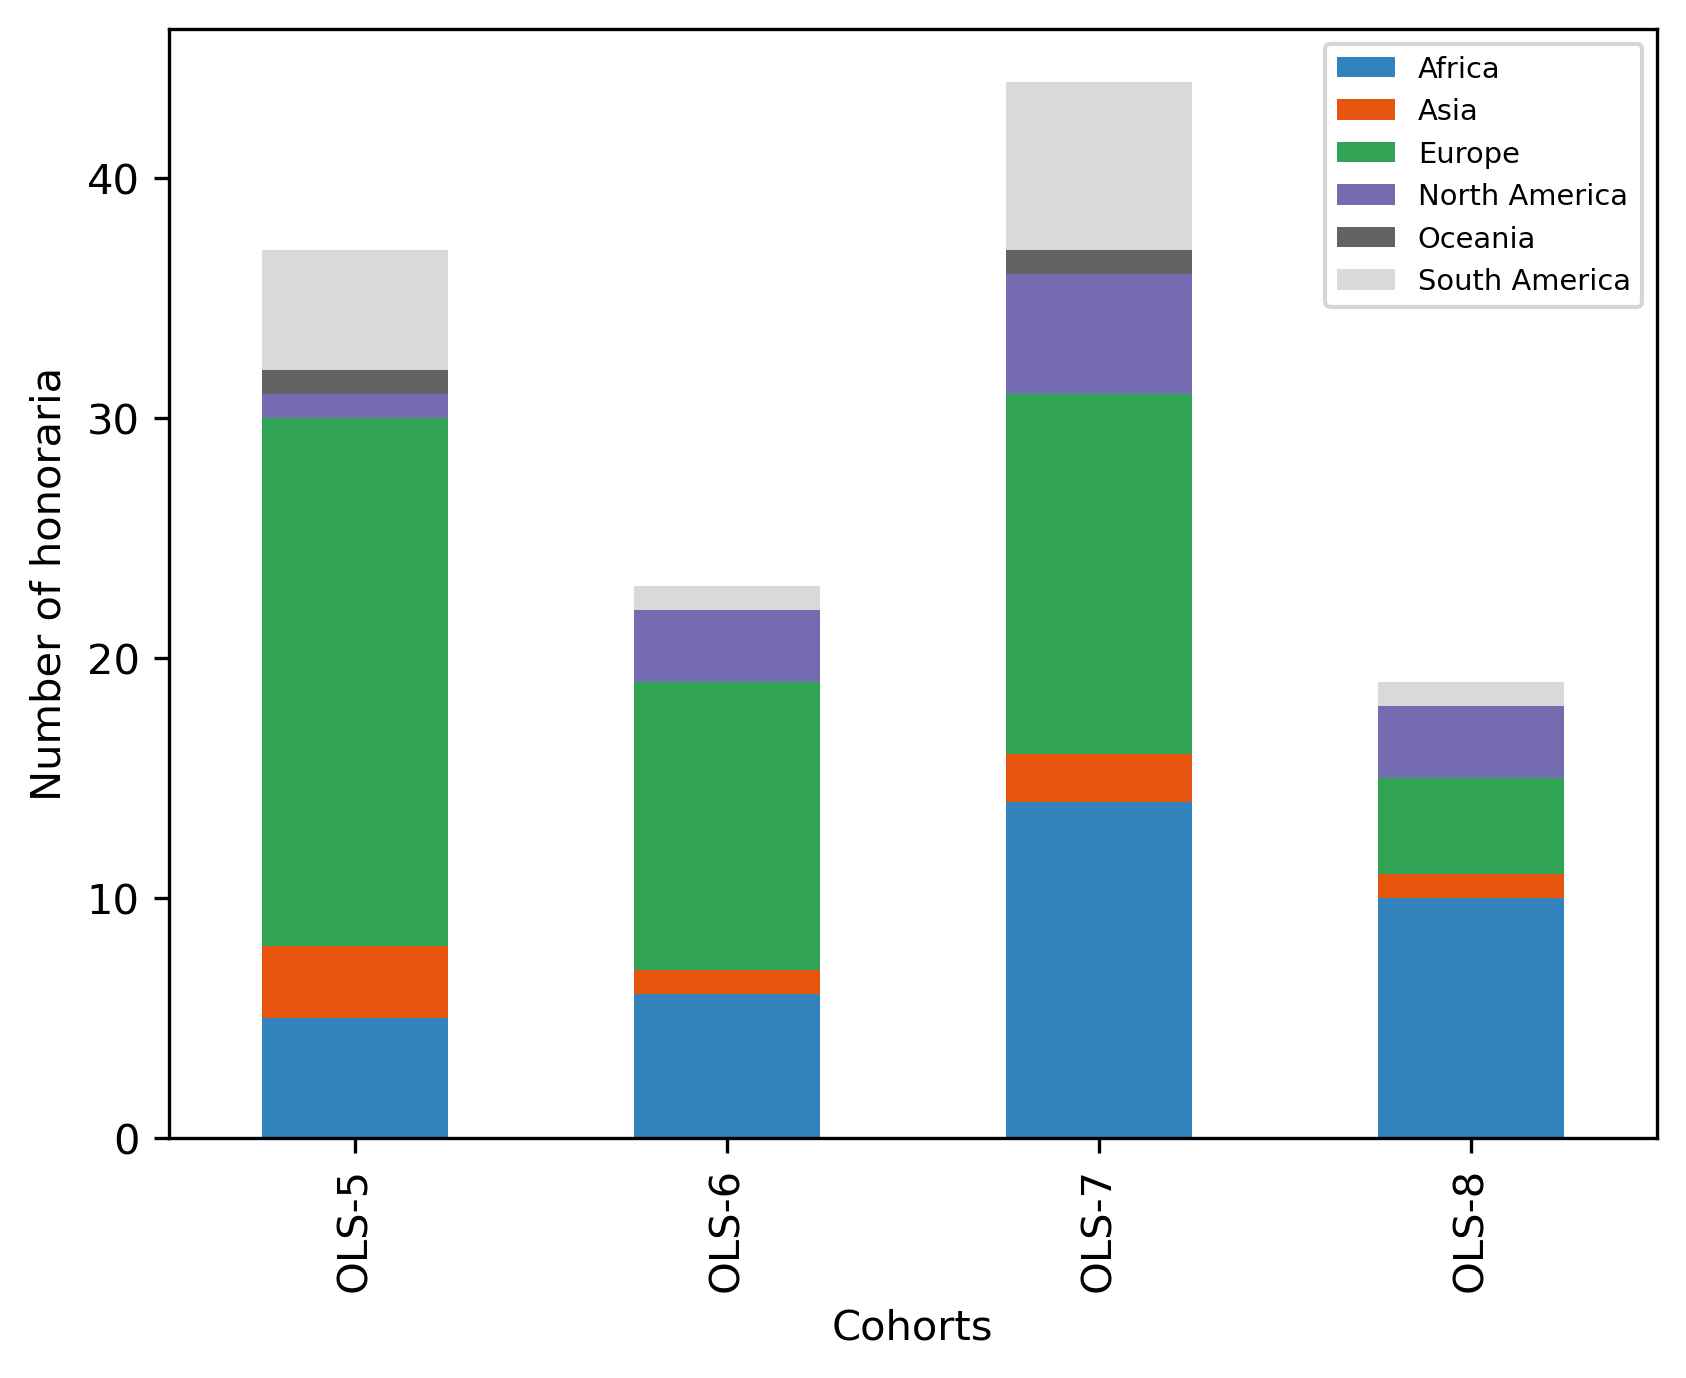 Africa
Asia
Europe
North America
Oceania
South America
Number of honoraria
40
30
20
10
0
OLS-5
OLS-6
OLS-7
OLS-8
Cohorts